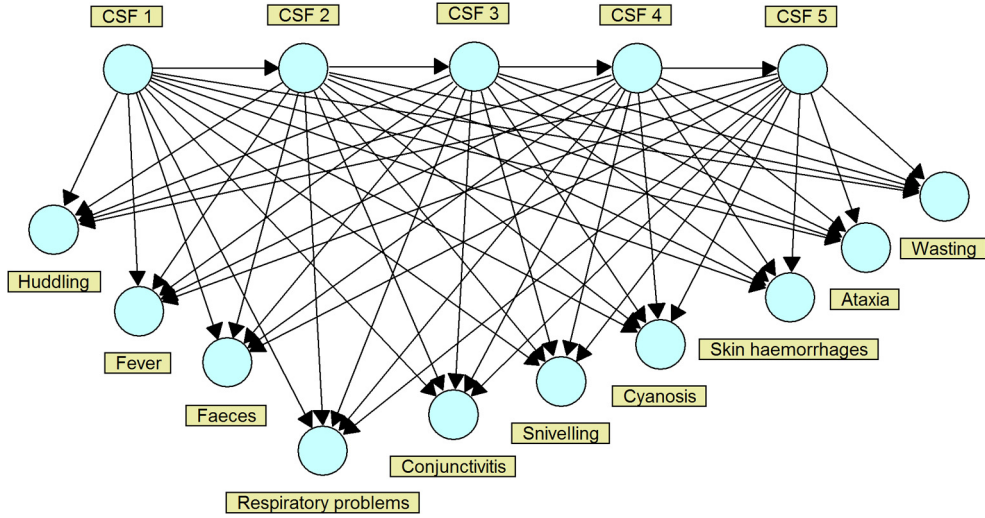 CSF 1
CSF 2
CSF 3
CSF 4
CSF 5
Huddling
Fever
Faeces
Respiratory problems
Conjunctivitis
Snivelling
Cyanosis
Skin haemorrhages
Ataxia
Wasting